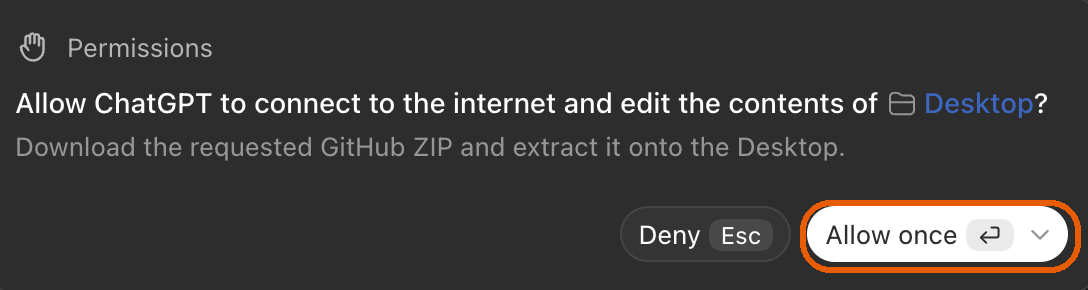 Permissions
Allow ChatGPT to connect to the internet and edit the contents of Desktop?
Download the requested GitHub ZIP and extract it onto the Desktop.
Deny Esc Allow once